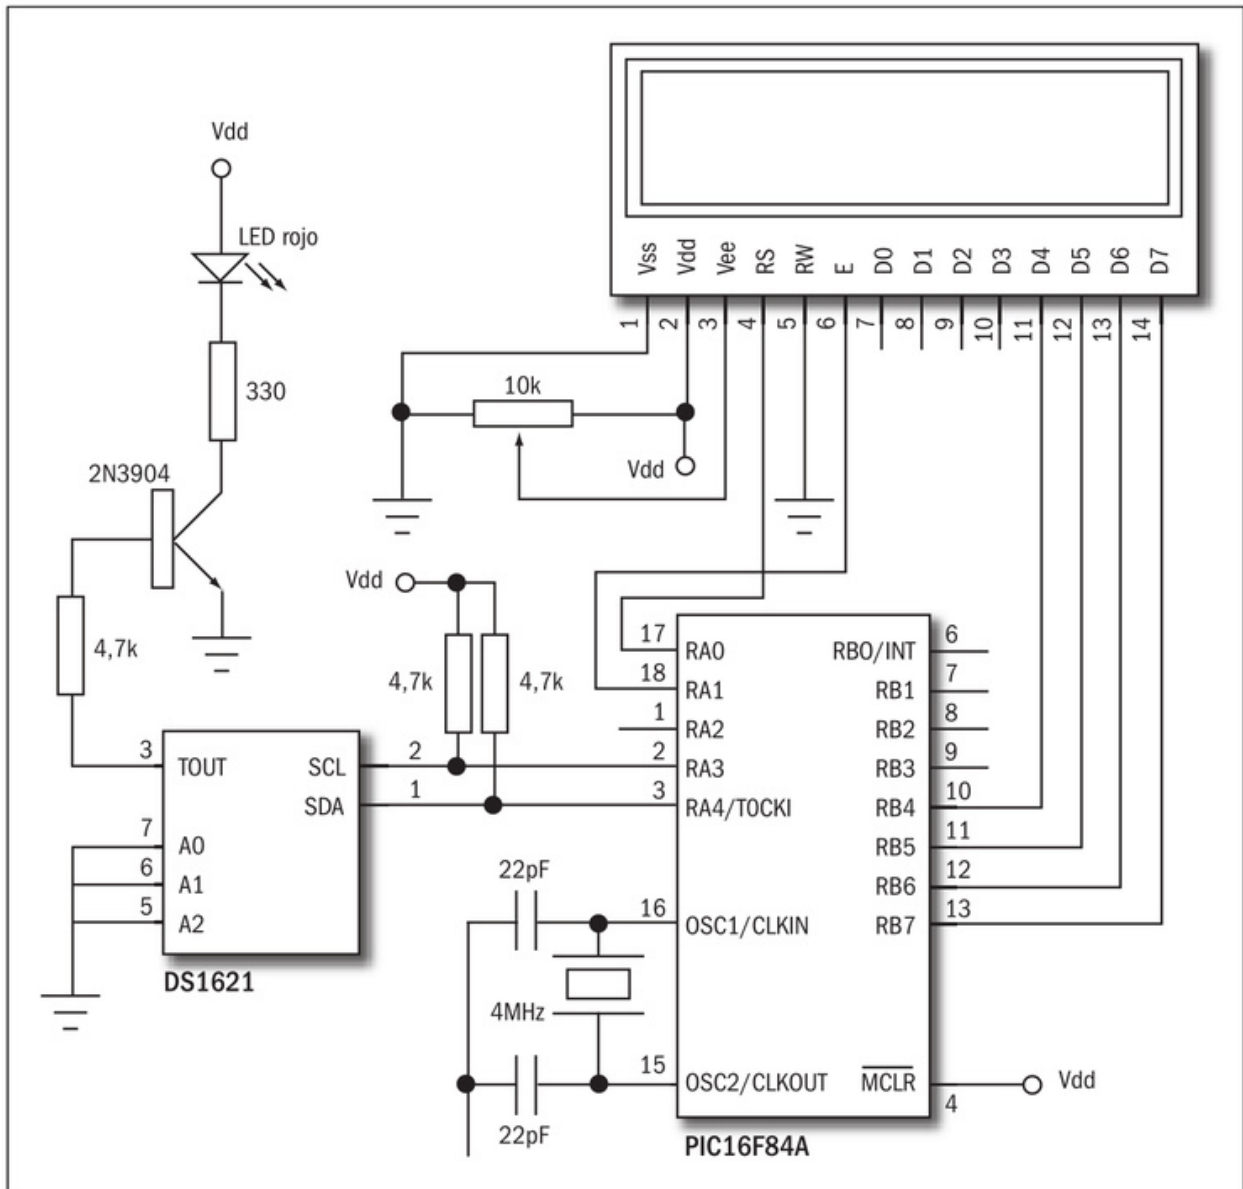 Vdd
LED rojo
330
2N3904
4,7k
Vss
Vdd
Vee
RS
RW
E
D0
D1
D2
D3
D4
D5
D6
D7
1
2
3
4
5
6
7
8
9
10
11
12
13
14
10k
Vdd
Vdd
4,7k
4,7k
3
TOUT
7
A0
6
A1
5
A2
SCL
2
SDA
1
DS1621
17
RA0
18
RA1
1
RA2
2
RA3
3
RA4/TOCKI
16
OSC1/CLKIN
15
OSC2/CLKOUT
RBO/INT
6
RB1
7
RB2
8
RB3
9
RB4
10
RB5
11
RB6
12
RB7
13
MCLR
4
Vdd
22pF
4MHz
22pF
PIC16F84A